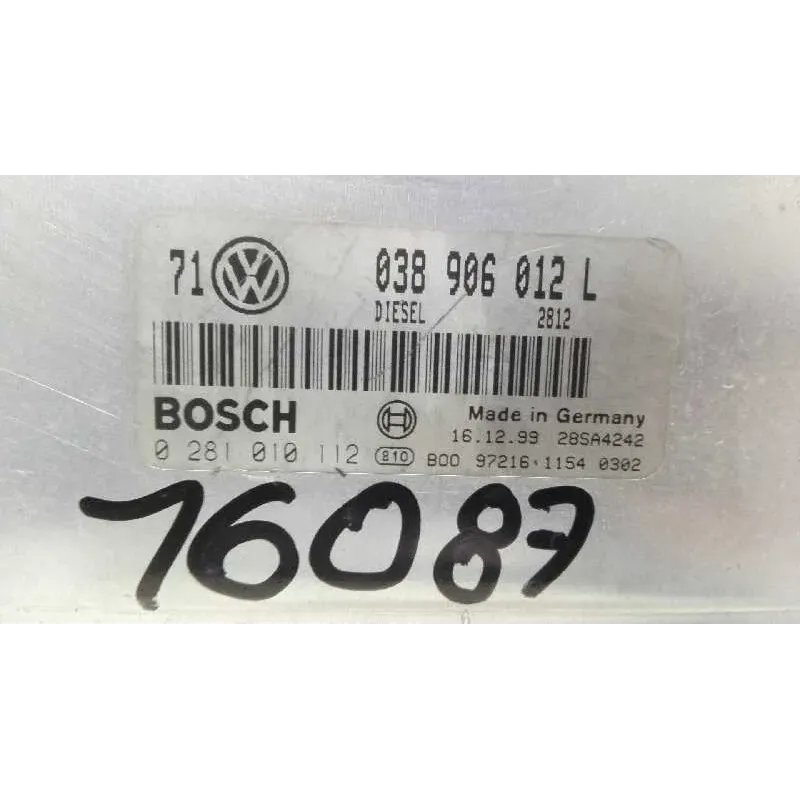 71 VW 038 906 012 L
DIESEL 2812
BOSCH Made in Germany
16.12.99 28SA4242
0 281 010 112 810 B00 97216 1154 0302
16087